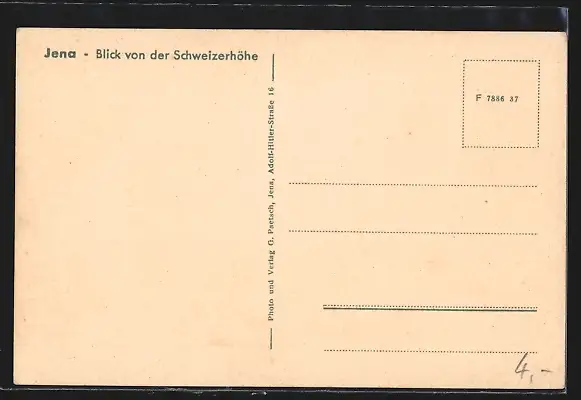 Jena - Blick von der Schweizerhöhe
Photo und Verlag G. Paetsch, Jena, Adolf-Hitler-Straße 16
F 7886 37
4,-